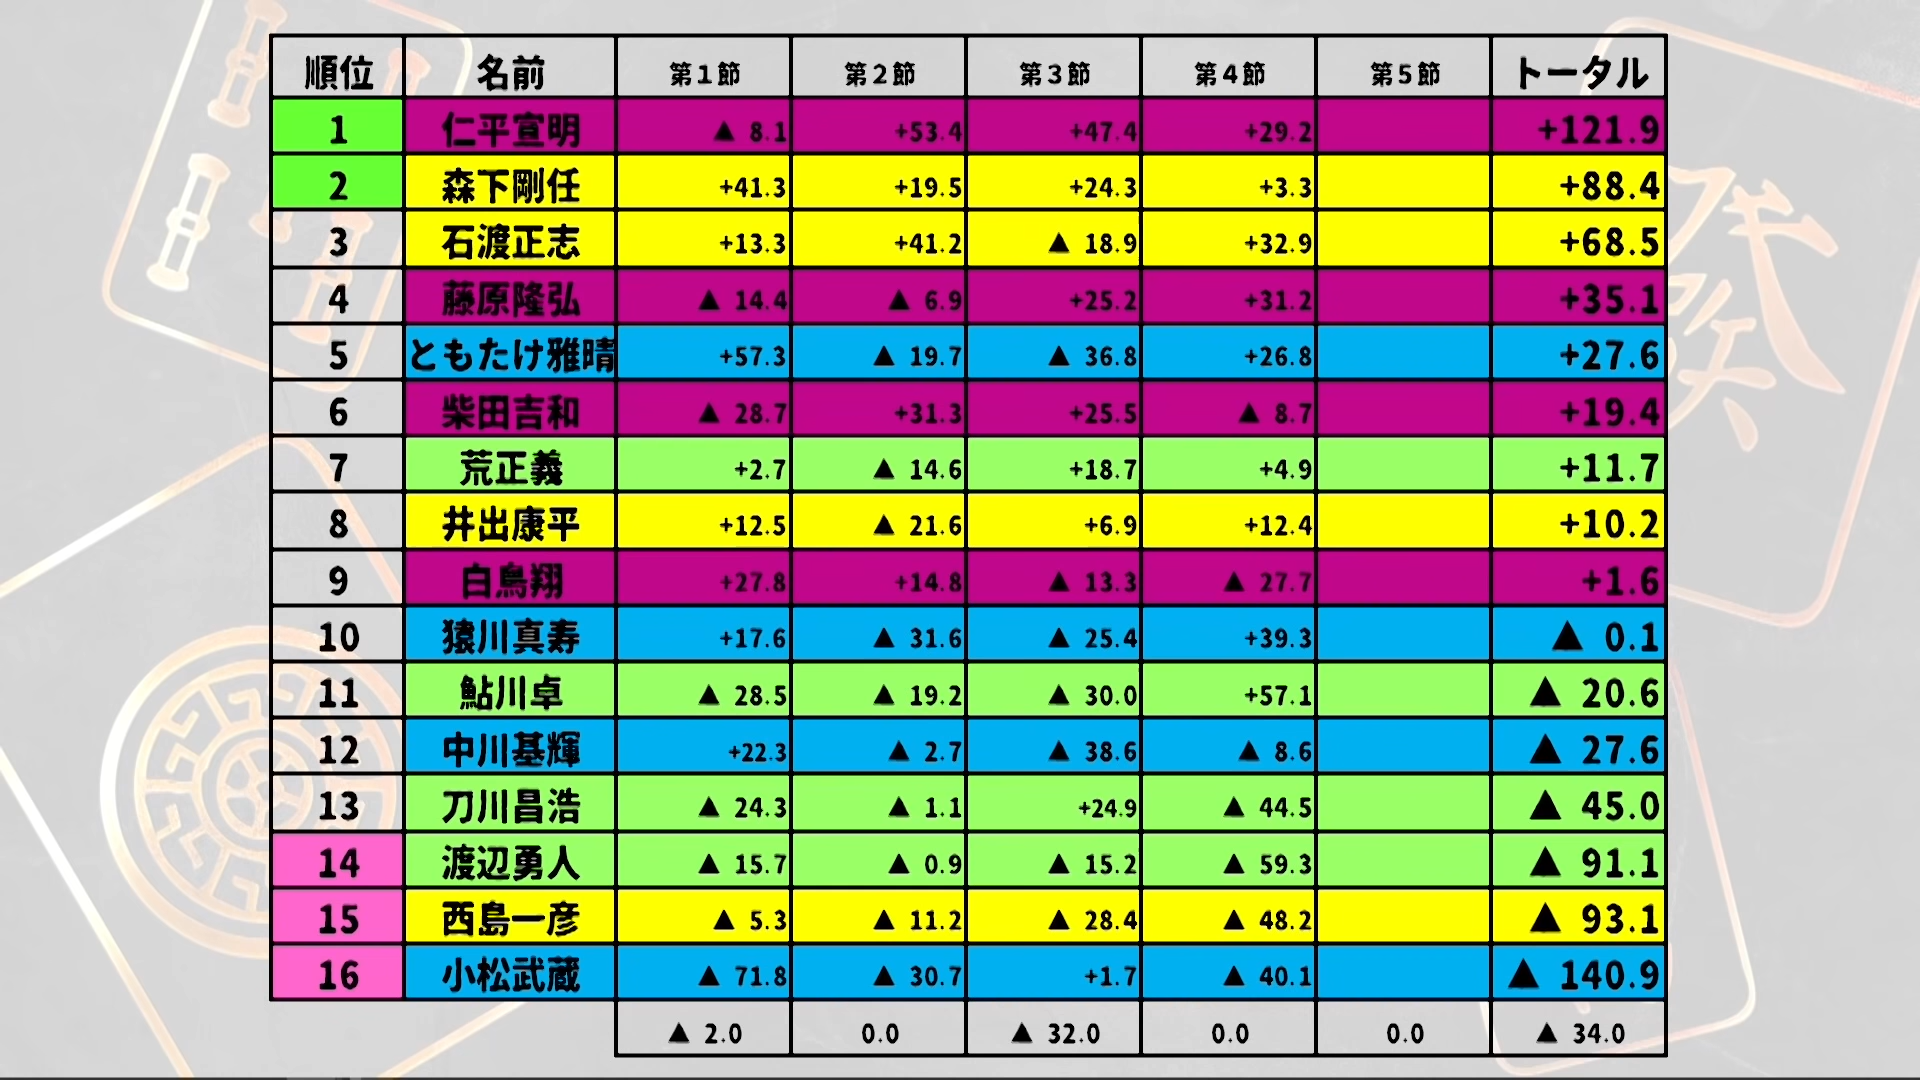 順位 名前 第1節 第2節 第3節 第4節 第5節 トータル
1 仁平宣明 ▲ 8.1 +53.4 +47.4 +29.2 +121.9
2 森下剛任 +41.3 +19.5 +24.3 +3.3 +88.4
3 石渡正志 +13.3 +41.2 ▲ 18.9 +32.9 +68.5
4 藤原隆弘 ▲ 14.4 ▲ 6.9 +25.2 +31.2 +35.1
5 ともたけ雅晴 +57.3 ▲ 19.7 ▲ 36.8 +26.8 +27.6
6 柴田吉和 ▲ 28.7 +31.3 +25.5 ▲ 8.7 +19.4
7 荒正義 +2.7 ▲ 14.6 +18.7 +4.9 +11.7
8 井出康平 +12.5 ▲ 21.6 +6.9 +12.4 +10.2
9 白鳥翔 +27.8 +14.8 ▲ 13.3 ▲ 27.7 +1.6
10 猿川真寿 +17.6 ▲ 31.6 ▲ 25.4 +39.3 ▲ 0.1
11 鮎川卓 ▲ 28.5 ▲ 19.2 ▲ 30.0 +57.1 ▲ 20.6
12 中川基輝 +22.3 ▲ 2.7 ▲ 38.6 ▲ 8.6 ▲ 27.6
13 刀川昌浩 ▲ 24.3 ▲ 1.1 +24.9 ▲ 44.5 ▲ 45.0
14 渡辺勇人 ▲ 15.7 ▲ 0.9 ▲ 15.2 ▲ 59.3 ▲ 91.1
15 西島一彦 ▲ 5.3 ▲ 11.2 ▲ 28.4 ▲ 48.2 ▲ 93.1
16 小松武蔵 ▲ 71.8 ▲ 30.7 +1.7 ▲ 40.1 ▲ 140.9
▲ 2.0 0.0 ▲ 32.0 0.0 0.0 ▲ 34.0